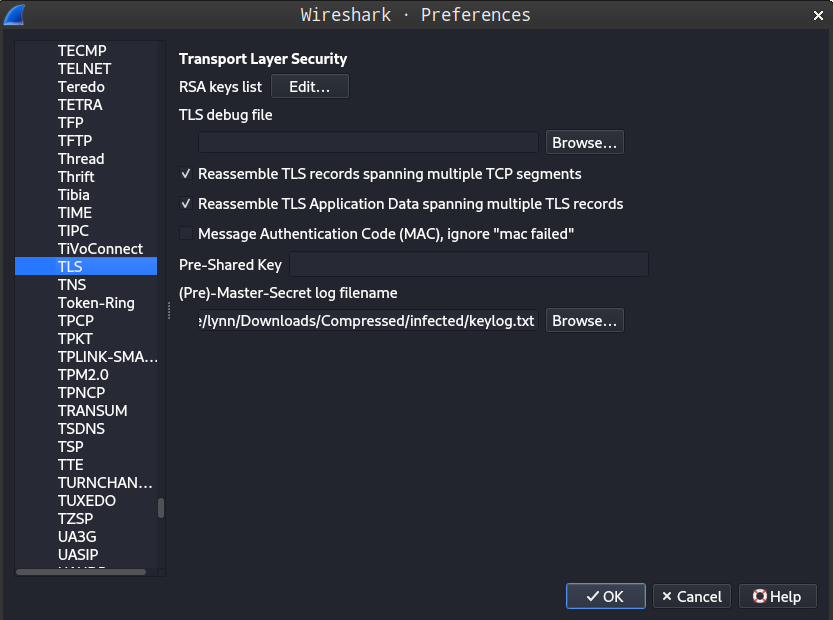 Wireshark · Preferences
TECMP
TELNET
Teredo
TETRA
TFP
TFTP
Thread
Thrift
Tibia
TIME
TIPC
TiVoConnect
TLS
TNS
Token-Ring
TPCP
TPKT
TPLINK-SMA...
TPM2.0
TPNCP
TRANSUM
TSDNS
TSP
TTE
TURNCHAN...
TUXEDO
TZSP
UA3G
UASIP
Transport Layer Security
RSA keys list Edit...
TLS debug file
Browse...
Reassemble TLS records spanning multiple TCP segments
Reassemble TLS Application Data spanning multiple TLS records
Message Authentication Code (MAC), ignore "mac failed"
Pre-Shared Key
(Pre)-Master-Secret log filename
e/lynn/Downloads/Compressed/infected/keylog.txt Browse...
OK Cancel Help